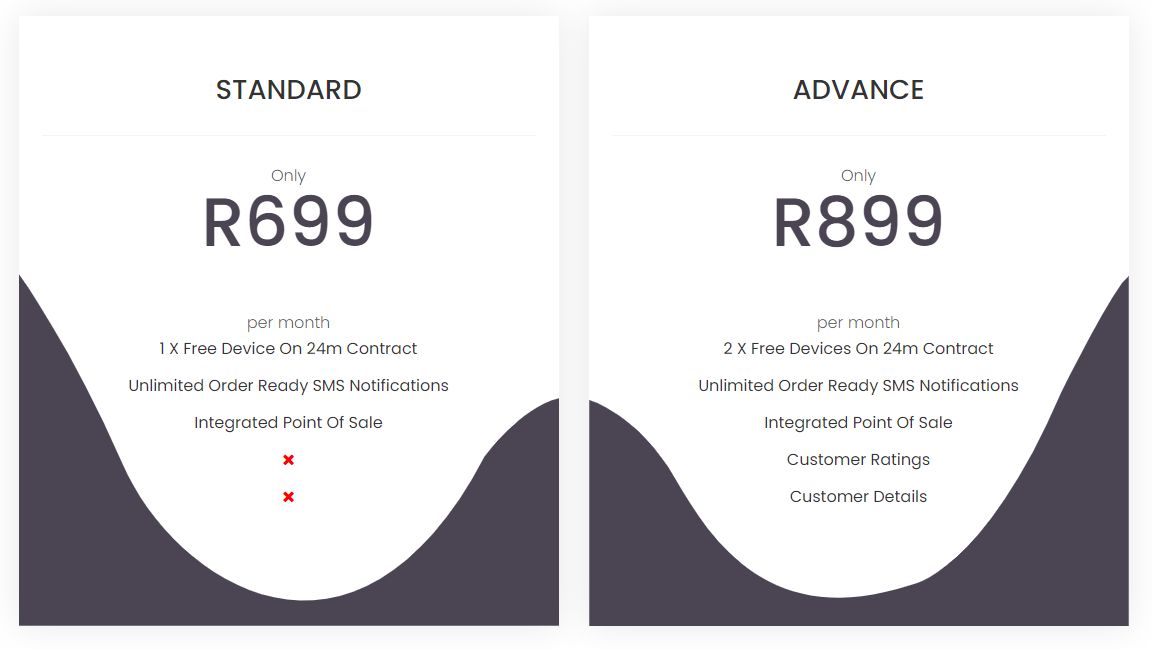 STANDARD
Only
R699
per month
1 X Free Device On 24m Contract
Unlimited Order Ready SMS Notifications
Integrated Point Of Sale
ADVANCE
Only
R899
per month
2 X Free Devices On 24m Contract
Unlimited Order Ready SMS Notifications
Integrated Point Of Sale
Customer Ratings
Customer Details